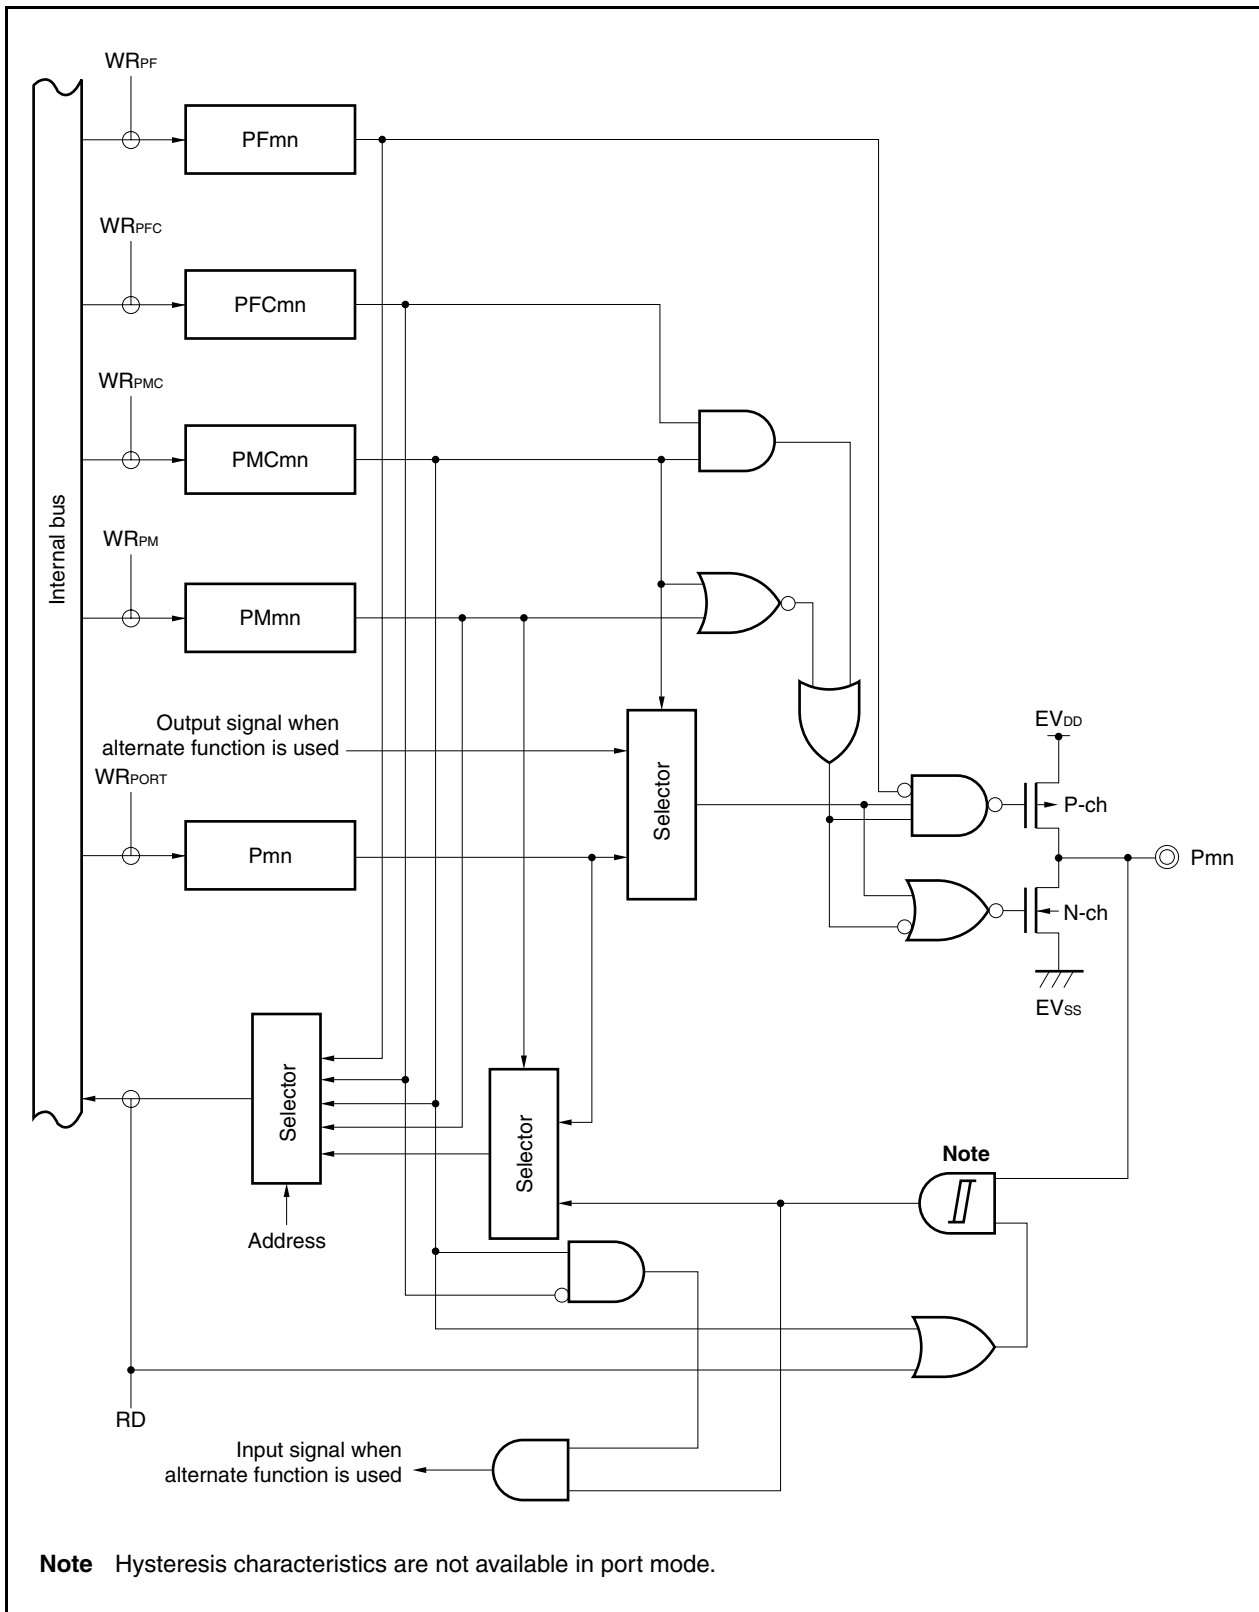 WRPF
PFmn
WRPFC
PFCmn
WRPMC
PMCmn
Internal bus
WRPM
PMmn
Output signal when
alternate function is used
WRPORT
Pmn
Selector
EVDD
P-ch
Pmn
N-ch
EVSS
Selector
Selector
Note
Address
RD
Input signal when
alternate function is used
Note Hysteresis characteristics are not available in port mode.